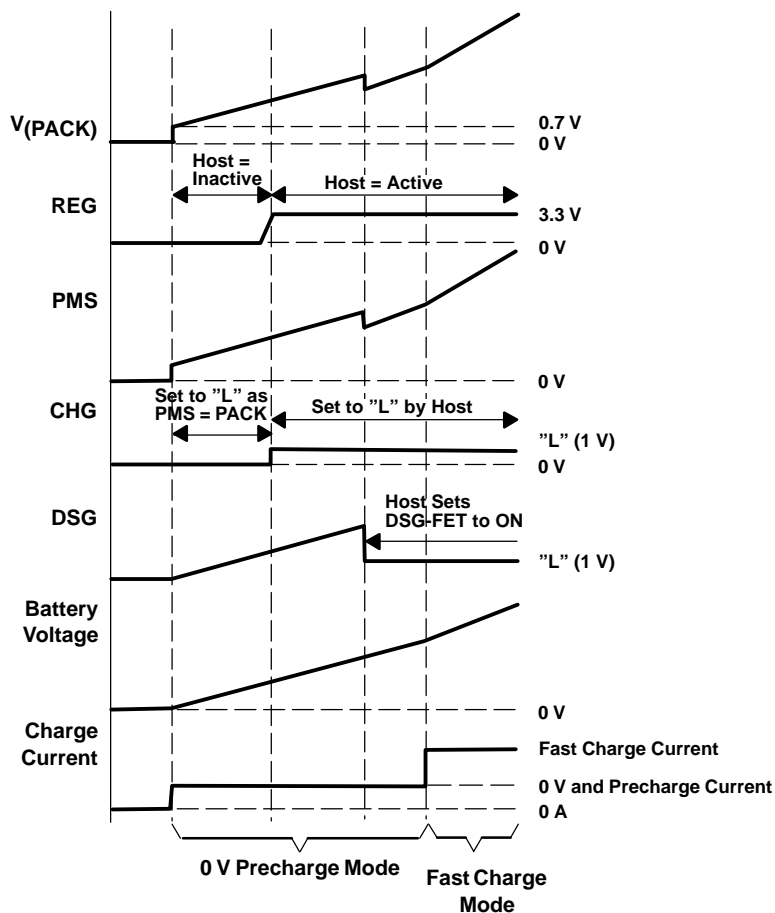 V(PACK)
0.7 V
0 V
Host =
Inactive
Host = Active
REG
3.3 V
0 V
PMS
0 V
Set to ”L” as
PMS = PACK
Set to ”L” by Host
CHG
”L” (1 V)
0 V
Host Sets
DSG-FET to ON
DSG
”L” (1 V)
Battery
Voltage
0 V
Charge
Current
Fast Charge Current
0 V and Precharge Current
0 A
0 V Precharge Mode
Fast Charge
Mode